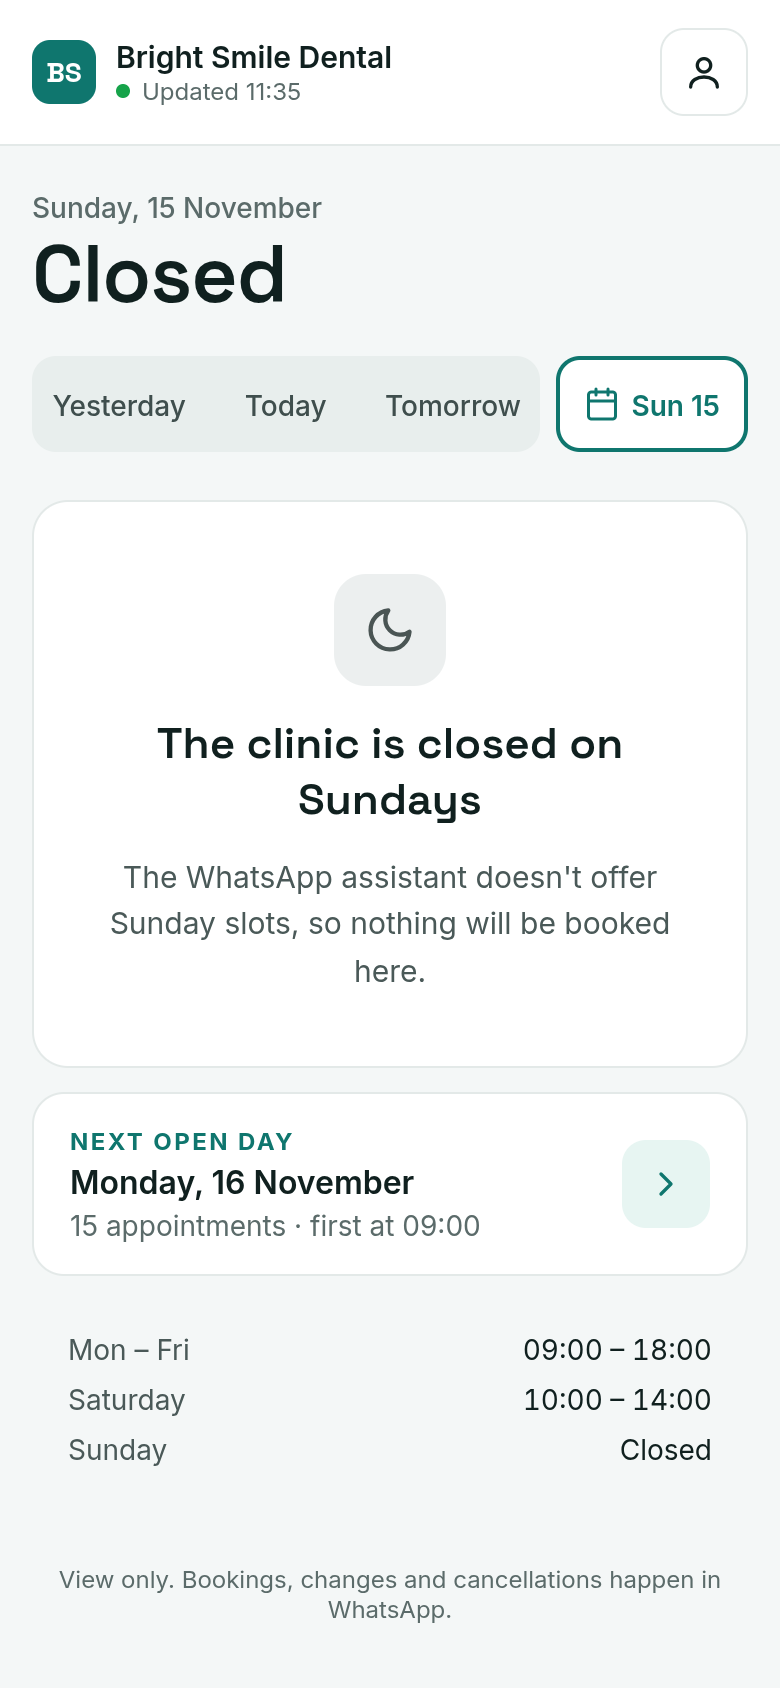 BS
Bright Smile Dental
Updated 11:35
Sunday, 15 November
Closed
Yesterday Today Tomorrow Sun 15
The clinic is closed on
Sundays
The WhatsApp assistant doesn't offer
Sunday slots, so nothing will be booked
here.
NEXT OPEN DAY
Monday, 16 November
15 appointments · first at 09:00
Mon – Fri 09:00 – 18:00
Saturday 10:00 – 14:00
Sunday Closed
View only. Bookings, changes and cancellations happen in
WhatsApp.